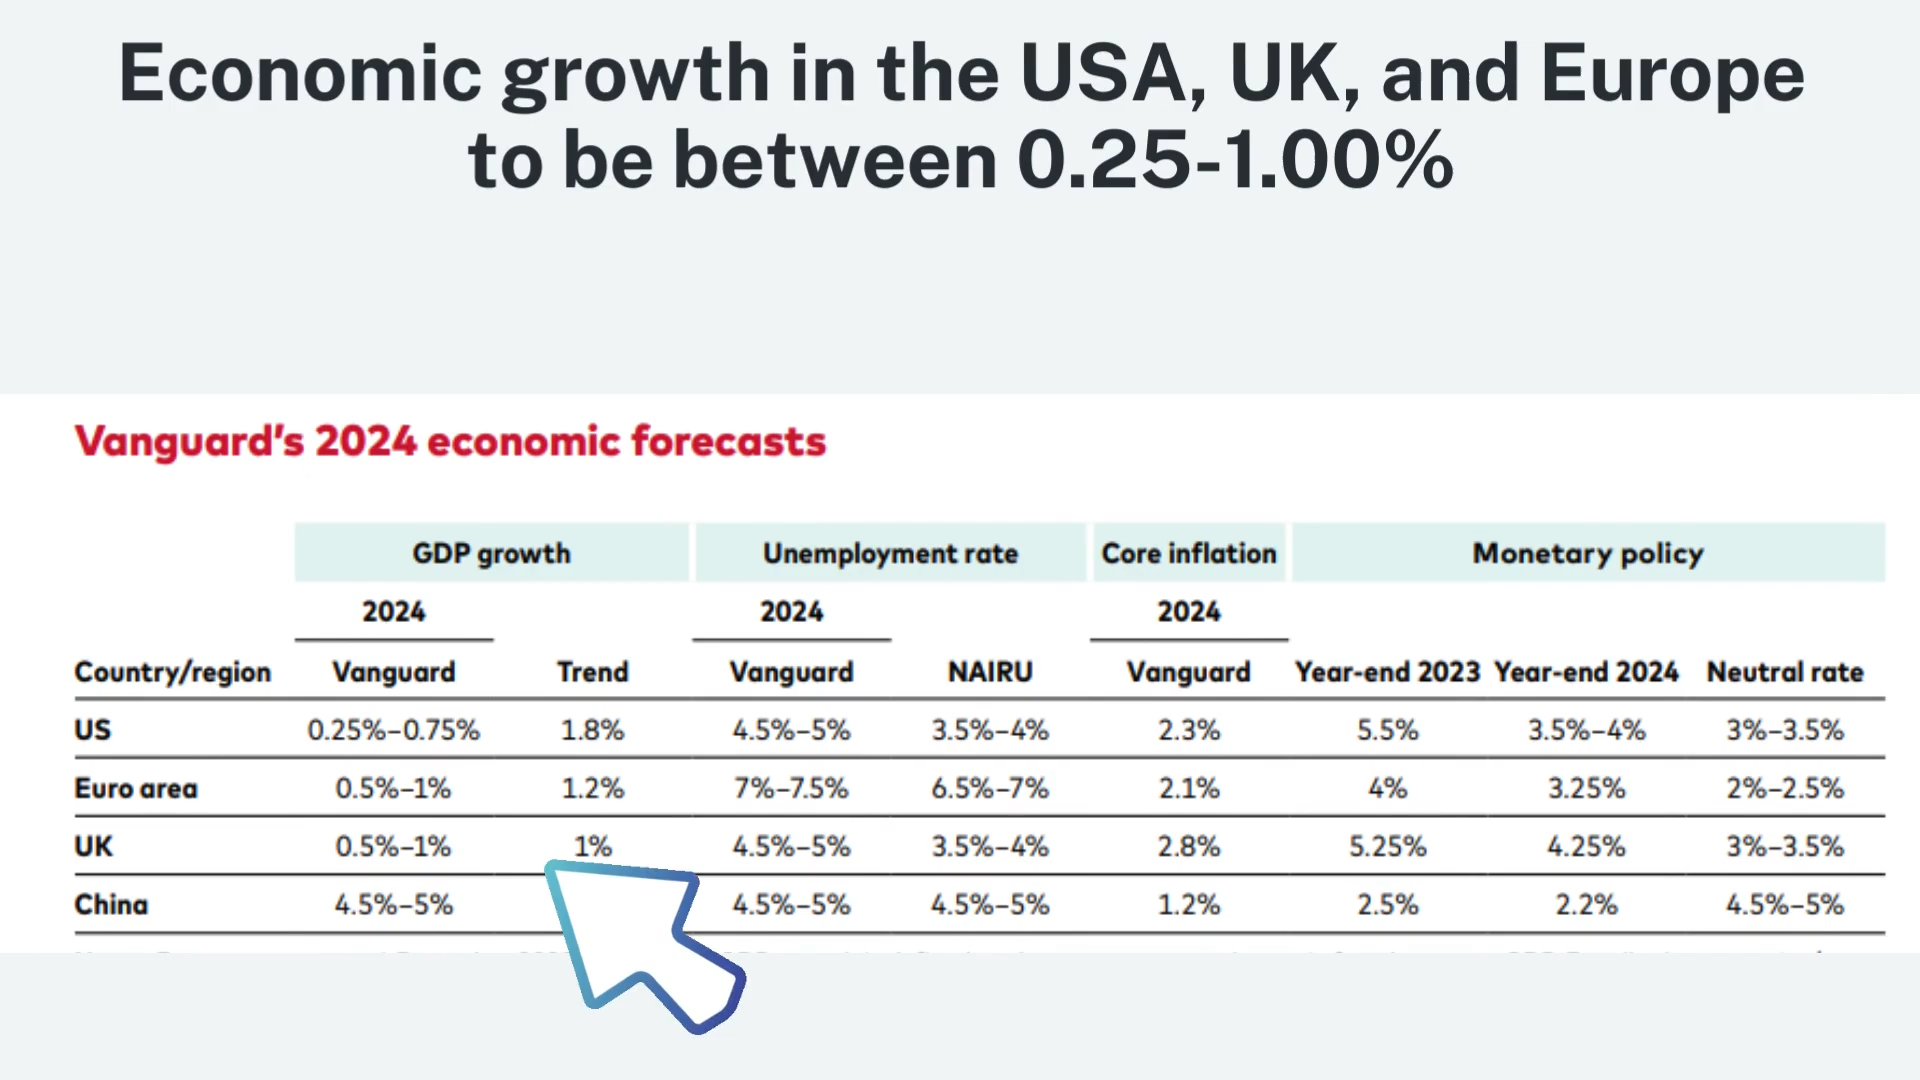 Economic growth in the USA, UK, and Europe
to be between 0.25-1.00%
Vanguard's 2024 economic forecasts
GDP growth Unemployment rate Core inflation Monetary policy
2024 2024 2024
Country/region Vanguard Trend Vanguard NAIRU Vanguard Year-end 2023 Year-end 2024 Neutral rate
US 0.25%–0.75% 1.8% 4.5%–5% 3.5%–4% 2.3% 5.5% 3.5%–4% 3%–3.5%
Euro area 0.5%–1% 1.2% 7%–7.5% 6.5%–7% 2.1% 4% 3.25% 2%–2.5%
UK 0.5%–1% 1% 4.5%–5% 3.5%–4% 2.8% 5.25% 4.25% 3%–3.5%
China 4.5%–5% 4.5%–5% 4.5%–5% 1.2% 2.5% 2.2% 4.5%–5%